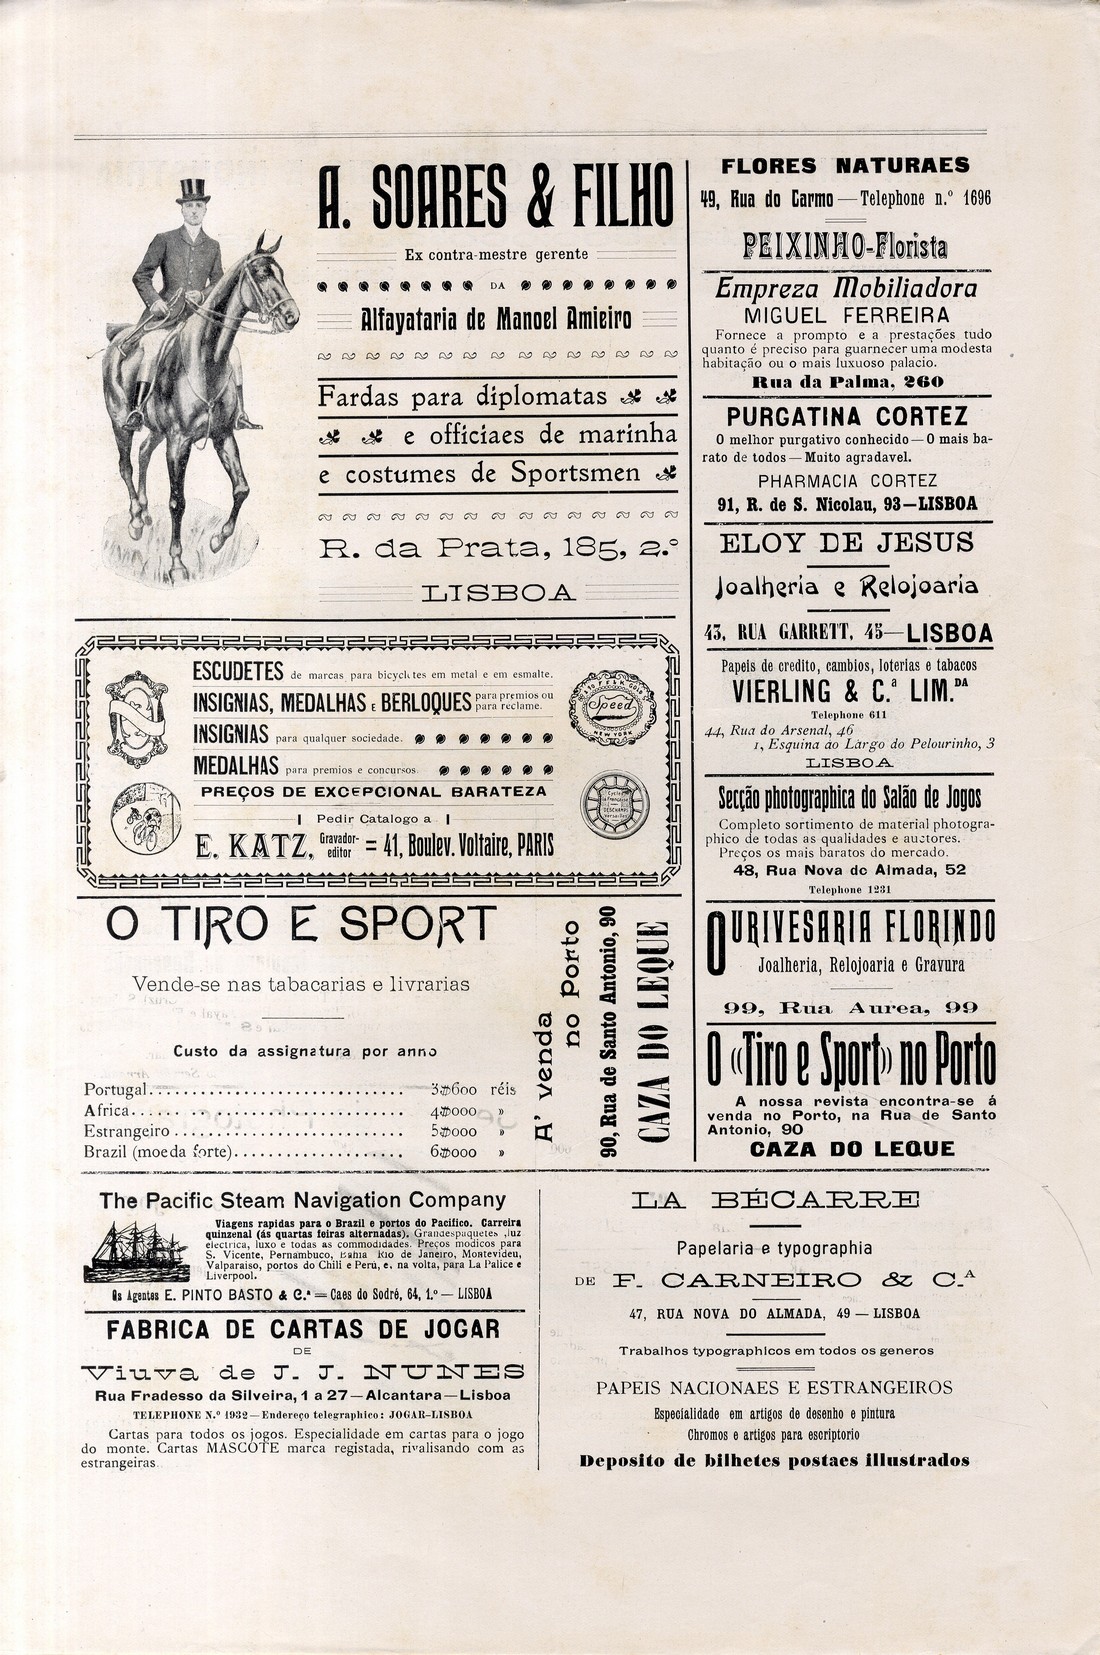 A. SOARES & FILHO
Ex contra-mestre gerente
DA
Alfayataria de Manoel Amieiro
Fardas para diplomatas
e officiaes de marinha
e costumes de Sportsmen
R. da Prata, 185, 2.º
LISBOA
ESCUDETES de marcas para bicycletes em metal e em esmalte.
INSIGNIAS, MEDALHAS E BERLOQUES para premios ou para reclame.
INSIGNIAS para qualquer sociedade.
MEDALHAS para premios e concursos
PREÇOS DE EXCEPCIONAL BARATEZA
Pedir Catalogo a
E. KATZ, Gravador-editor = 41, Boulev. Voltaire, PARIS
Speed
NEW YORK
O TIRO E SPORT
Vende-se nas tabacarias e livrarias
Custo da assignatura por anno
Portugal........................ 3$600 réis
Africa........................ 4$000 »
Estrangeiro........................ 5$000 »
Brazil (moeda forte)........................ 6$000 »
A' venda
no Porto
90, Rua de Santo Antonio, 90
CAZA DO LEQUE
FLORES NATURAES
49, Rua do Carmo — Telephone n.º 1696
PEIXINHO-Florista
Empreza Mobiliadora
MIGUEL FERREIRA
Fornece a prompto e a prestações tudo
quanto é preciso para guarnecer uma modesta
habitação ou o mais luxuoso palacio.
Rua da Palma, 260
PURGATINA CORTEZ
O melhor purgativo conhecido — O mais ba-
rato de todos — Muito agradavel.
PHARMACIA CORTEZ
91, R. de S. Nicolau, 93—LISBOA
ELOY DE JESUS
Joalheria e Relojoaria
43, RUA GARRETT, 45—LISBOA
Papeis de credito, cambios, loterias e tabacos
VIERLING & C.ª LIM.DA
Telephone 611
44, Rua do Arsenal, 46
1, Esquina ao Largo do Pelourinho, 3
LISBOA
Secção photographica do Salão de Jogos
Completo sortimento de material photogra-
phico de todas as qualidades e auctores.
Preços os mais baratos do mercado.
48, Rua Nova do Almada, 52
Telephone 1231
OURIVESARIA FLORINDO
Joalheria, Relojoaria e Gravura
99, Rua Aurea, 99
O «Tiro e Sport» no Porto
A nossa revista encontra-se á
venda no Porto, na Rua de Santo
Antonio, 90
CAZA DO LEQUE
The Pacific Steam Navigation Company
Viagens rapidas para o Brazil e portos do Pacifico. Carreira
quinzenal (ás quartas feiras alternadas). Grandes paquetes, luz
electrica, luxo e todas as commodidades. Preços modicos para
S. Vicente, Pernambuco, Bahia Rio de Janeiro, Montevideu,
Valparaiso, portos do Chili e Perú, e, na volta, para La Palice e
Liverpool.
Os Agentes E. PINTO BASTO & C.ª = Caes do Sodré, 64, 1.º — LISBOA
FABRICA DE CARTAS DE JOGAR
DE
Viuva de J. J. NUNES
Rua Fradesso da Silveira, 1 a 27—Alcantara—Lisboa
TELEPHONE N.º 1932—Endereço telegraphico: JOGAR-LISBOA
Cartas para todos os jogos. Especialidade em cartas para o jogo
do monte. Cartas MASCOTE marca registada, rivalisando com as
estrangeiras
LA BÉCARRE
Papelaria e typographia
DE F. CARNEIRO & C.A
47, RUA NOVA DO ALMADA, 49 — LISBOA
Trabalhos typographicos em todos os generos
PAPEIS NACIONAES E ESTRANGEIROS
Especialidade em artigos de desenho e pintura
Chromos e artigos para escriptorio
Deposito de bilhetes postaes illustrados